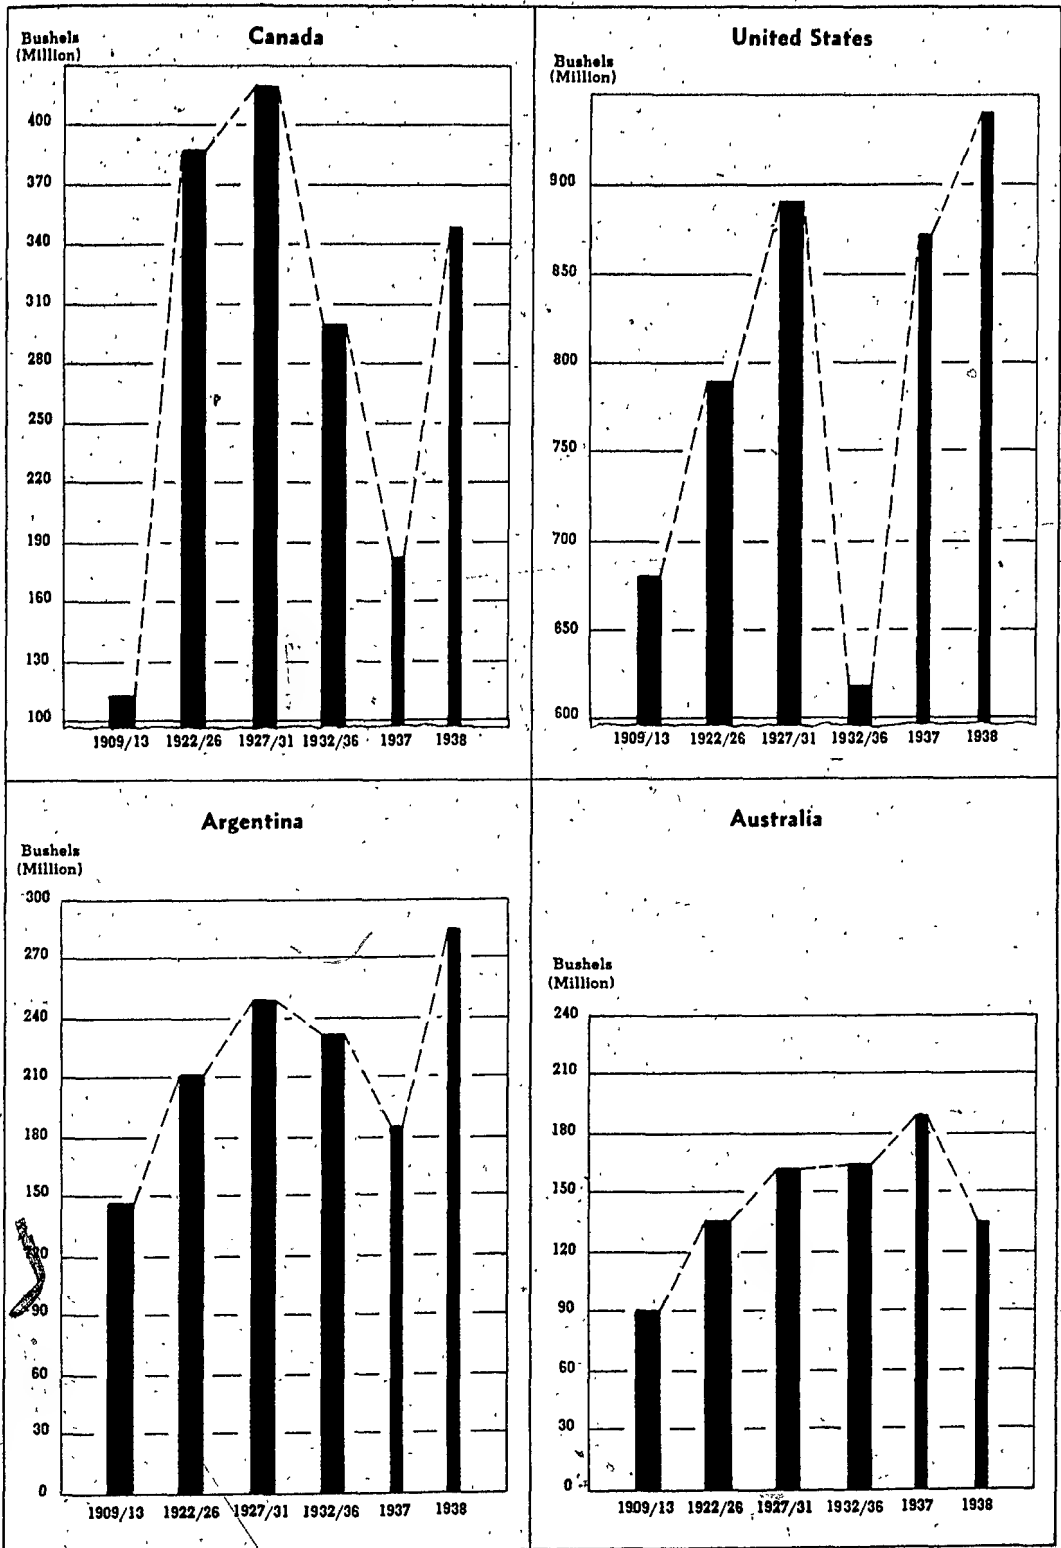 Canada
Bushels
(Million)
400
370
340
310
280
250
220
190
160
130
100
1909/13 1922/26 1927/31 1932/36 1937 1938
United States
Bushels
(Million)
900
850
800
750
700
650
600
1909/13 1922/26 1927/31 1932/36 1937 1938
Argentina
Bushels
(Million)
300
270
240
210
180
150
120
90
60
30
0
1909/13 1922/26 1927/31 1932/36 1937 1938
Australia
Bushels
(Million)
240
210
180
150
120
90
60
30
0
1909/13 1922/26 1927/31 1932/36 1937 1938